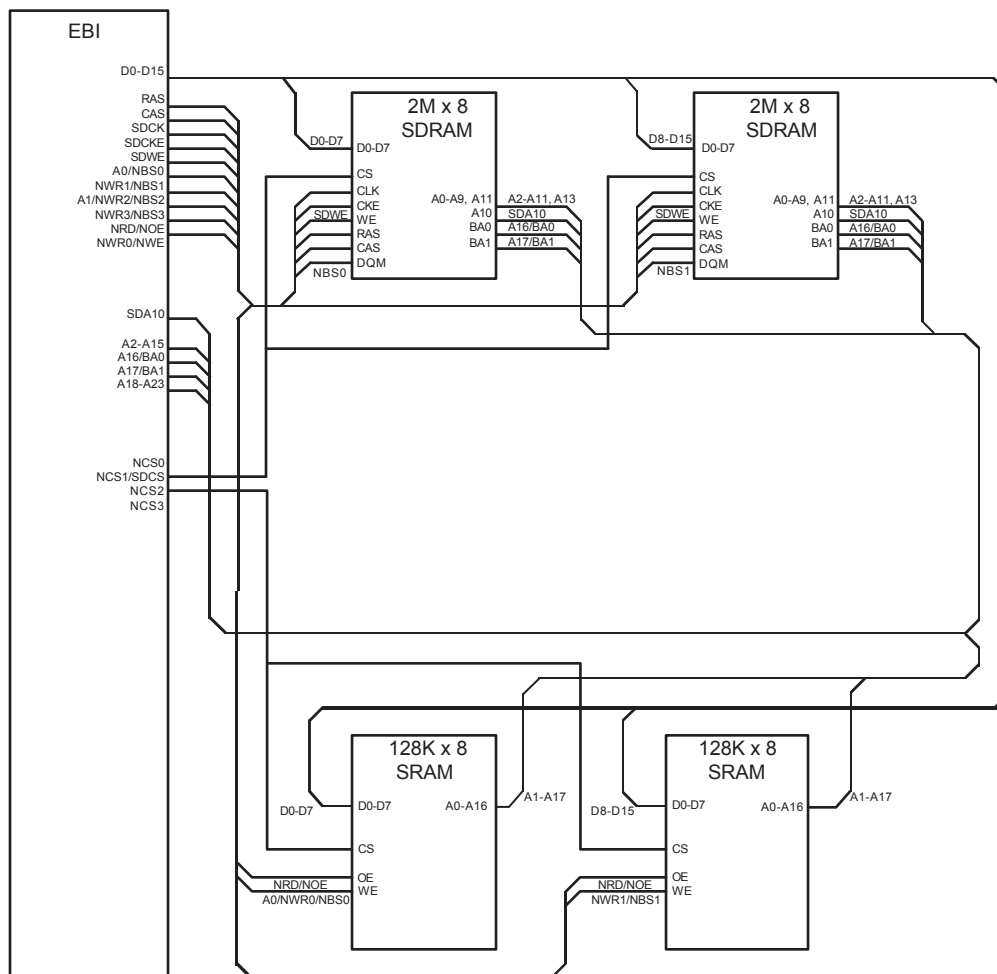 EBI
D0-D15
RAS
CAS
SDCK
SDCKE
SDWE
A0/NBS0
NWR1/NBS1
A1/NWR2/NBS2
NWR3/NBS3
NRD/NOE
NWR0/NWE
SDA10
A2-A15
A16/BA0
A17/BA1
A18-A23
NCS0
NCS1/SDCS
NCS2
NCS3
2M x 8
SDRAM
D0-D7
D0-D7
CS
CLK
CKE
SDWE
WE
RAS
CAS
DQM
NBS0
A0-A9, A11
A2-A11, A13
A10
SDA10
BA0
A16/BA0
BA1
A17/BA1
2M x 8
SDRAM
D8-D15
D0-D7
CS
CLK
CKE
SDWE
WE
RAS
CAS
DQM
NBS1
A0-A9, A11
A2-A11, A13
A10
SDA10
BA0
A16/BA0
BA1
A17/BA1
128K x 8
SRAM
D0-D7
D0-D7
A0-A16
A1-A17
CS
OE
NRD/NOE
WE
A0/NWR0/NBS0
128K x 8
SRAM
D8-D15
D0-D7
A0-A16
A1-A17
CS
OE
NRD/NOE
WE
NWR1/NBS1